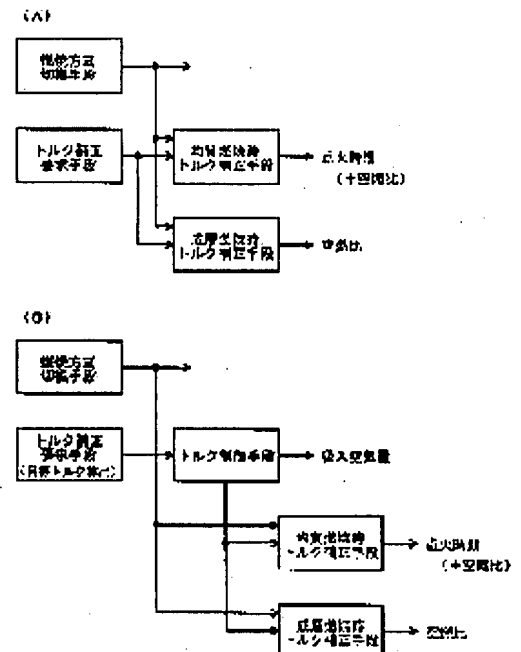 (A)
燃焼方式
切換手段
トルク補正
要求手段
均質燃焼時
トルク補正手段
点火時期
(+空燃比)
成層燃焼時
トルク補正手段
空燃比
(B)
燃焼方式
切換手段
トルク補正
要求手段
(目標トルク算出)
トルク制御手段
吸入空気量
均質燃焼時
トルク補正手段
点火時期
(+空燃比)
成層燃焼時
トルク補正手段
空燃比